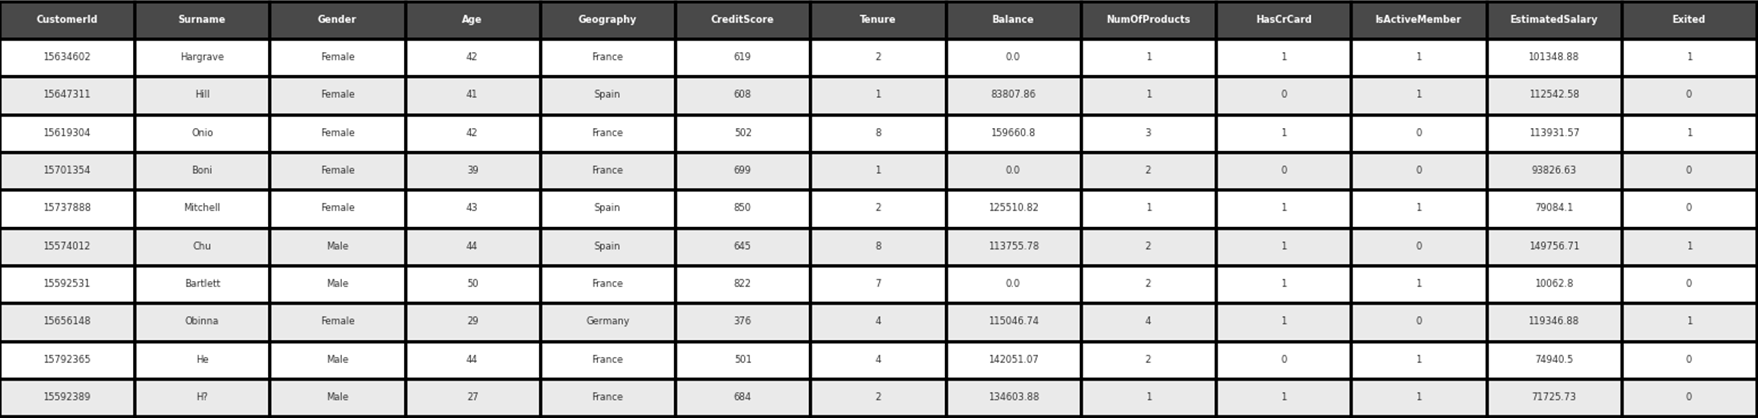 CustomerId Surname Gender Age Geography CreditScore Tenure Balance NumOfProducts HasCrCard IsActiveMember EstimatedSalary Exited
15634602 Hargrave Female 42 France 619 2 0.0 1 1 1 101348.88 1
15647311 Hill Female 41 Spain 608 1 83807.86 1 0 1 112542.58 0
15619304 Onio Female 42 France 502 8 159660.8 3 1 0 113931.57 1
15701354 Boni Female 39 France 699 1 0.0 2 0 0 93826.63 0
15737888 Mitchell Female 43 Spain 850 2 125510.82 1 1 1 79084.1 0
15574012 Chu Male 44 Spain 645 8 113755.78 2 1 0 149756.71 1
15592531 Bartlett Male 50 France 822 7 0.0 2 1 1 10062.8 0
15656148 Obinna Female 29 Germany 376 4 115046.74 4 1 0 119346.88 1
15792365 He Male 44 France 501 4 142051.07 2 0 1 74940.5 0
15592389 H? Male 27 France 684 2 134603.88 1 1 1 71725.73 0